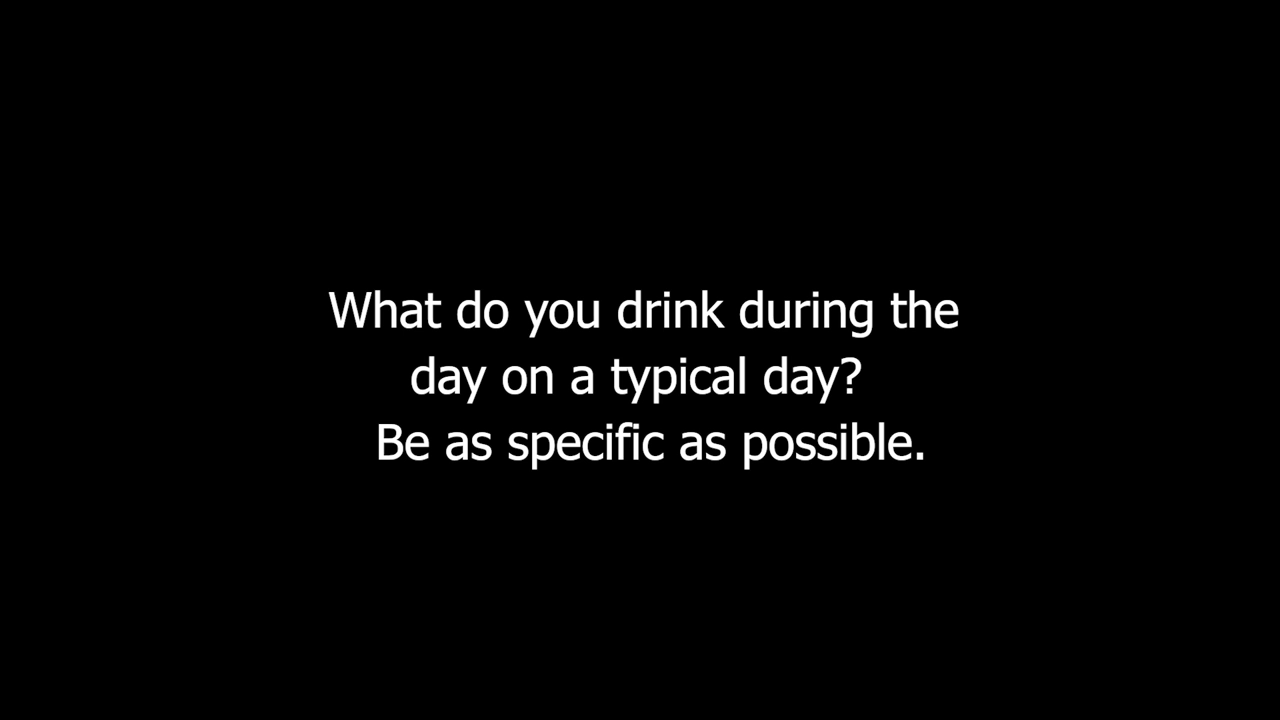 What do you drink during the
day on a typical day?
Be as specific as possible.